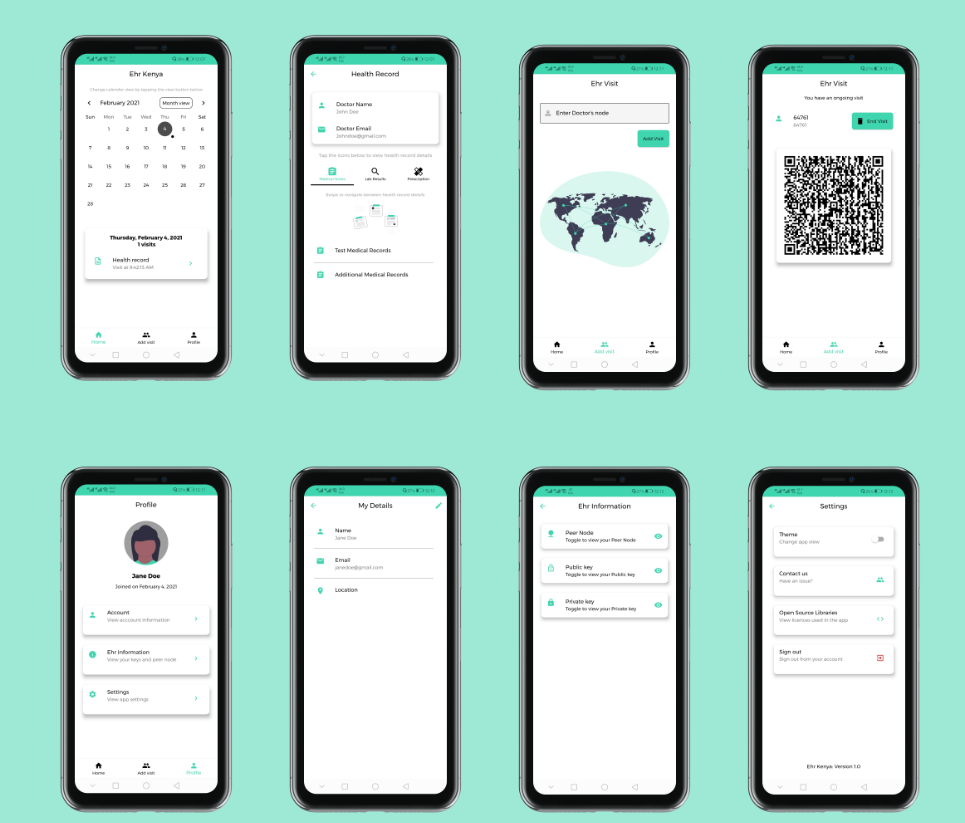 Ehr Kenya
Change calendar view by tapping the view button below
February 2021
Month view
Sun Mon Tue Wed Thu Fri Sat
1 2 3 4 5 6
7 8 9 10 11 12 13
14 15 16 17 18 19 20
21 22 23 24 25 26 27
28
Thursday, February 4, 2021
1 visits
Health record
Home
Add visit
Profile
Health Record
Doctor Name
John Doe
Doctor Email
Johndoe@gmail.com
Tap the icons below to view health record details
Medical Notes
Lab Results
Prescription
Swipe to navigate between health record details
Test Medical Records
Additional Medical Records
Ehr Visit
Enter Doctor's node
Add Visit
Home
Add visit
Profile
Ehr Visit
You have an ongoing visit
64761
64761
End Visit
Home
Add visit
Profile
Profile
Jane Doe
Joined on February 4, 2021
Account
View account information
Ehr Information
View your keys and peer node
Settings
View app settings
Home
Add visit
Profile
My Details
Name
Jane Doe
Email
janedoe@gmail.com
Location
Ehr Information
Peer Node
Toggle to view your Peer Node
Public key
Toggle to view your Public key
Private key
Toggle to view your Private key
Settings
Theme
Change app view
Contact us
Have an issue?
Open Source Libraries
View licences used in the app
Sign out
Sign out from your account
Ehr Kenya: Version 1.0